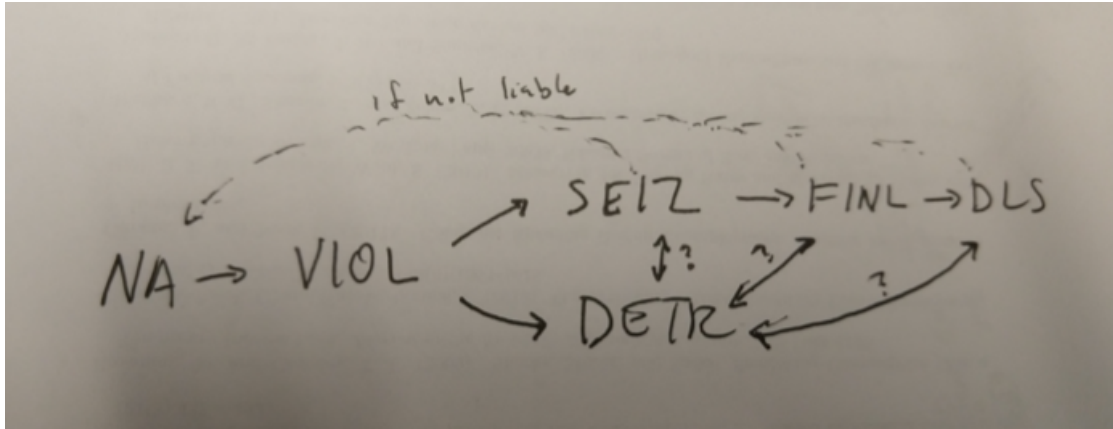 if not liable
SEIZ → FINL → DLS
NA → VIOL
? ? ?
DETR